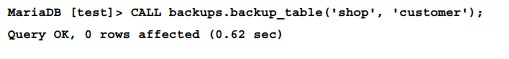 MariaDB [test]> CALL backups.backup_table('shop', 'customer');
Query OK, 0 rows affected (0.62 sec)